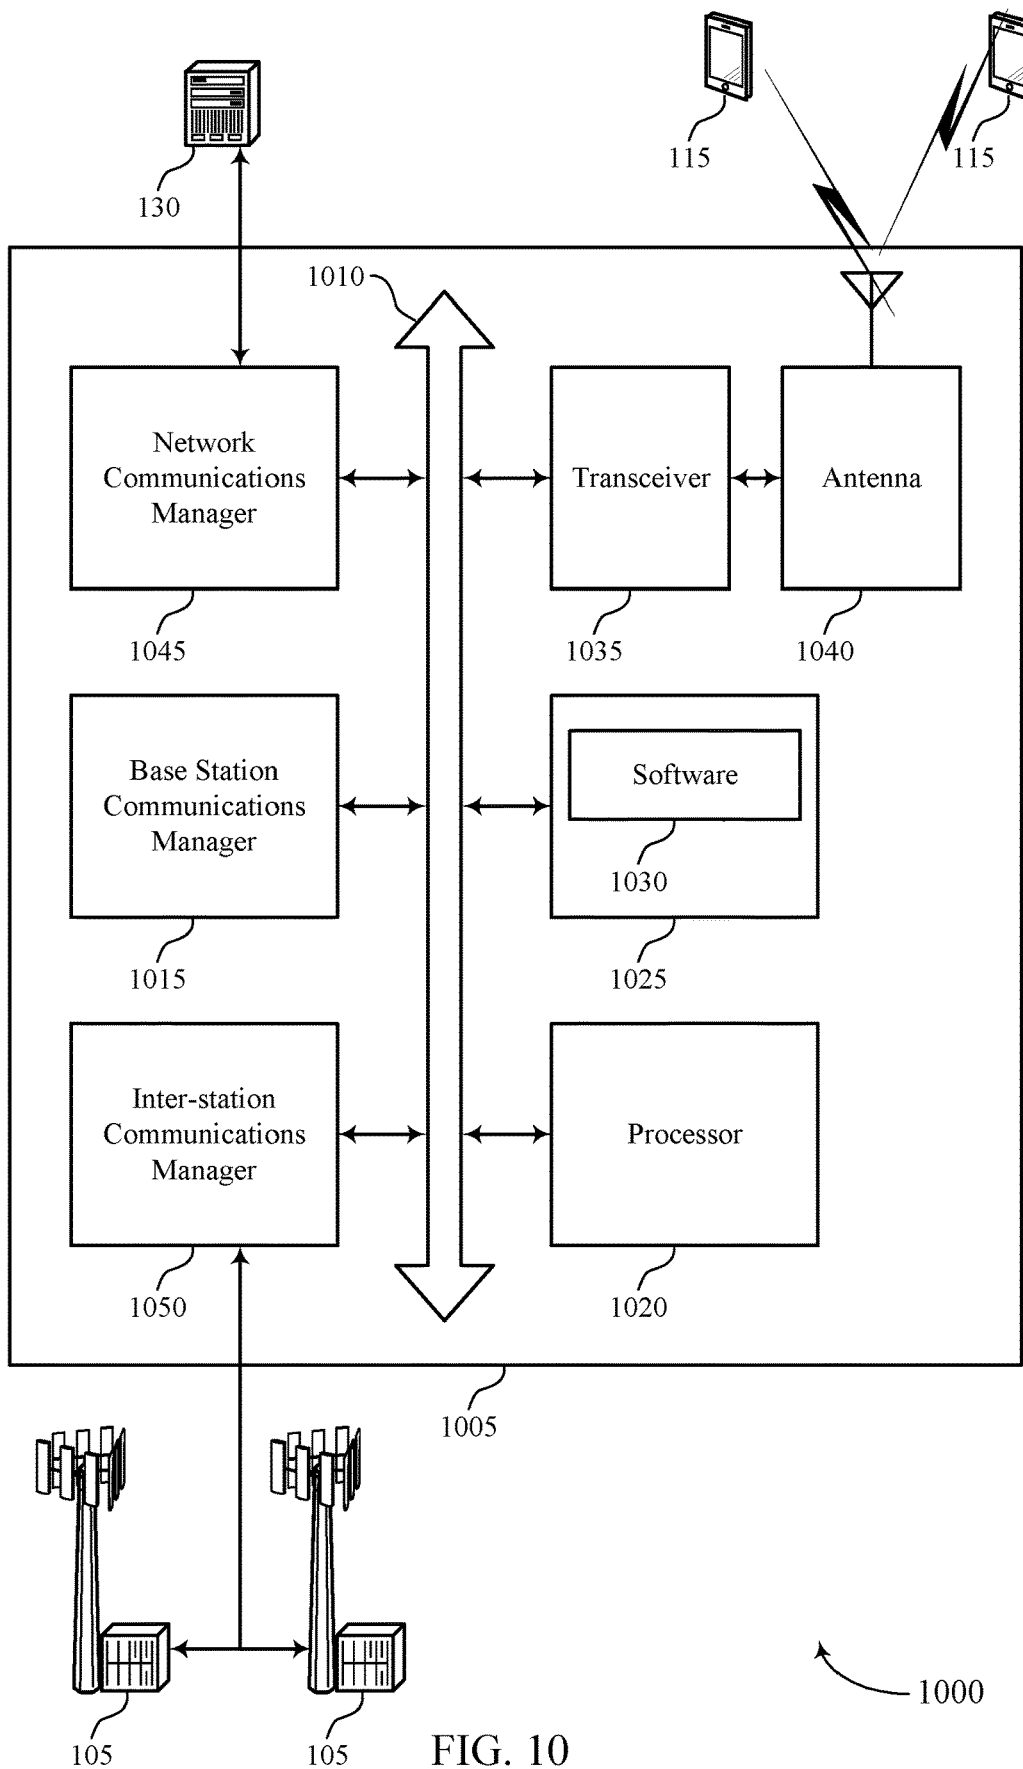 130
115
115
1010
Network
Communications
Manager
Transceiver
Antenna
1045
1035
1040
Base Station
Communications
Manager
Software
1030
1015
1025
Inter-station
Communications
Manager
Processor
1050
1020
1005
105
105
1000
FIG. 10